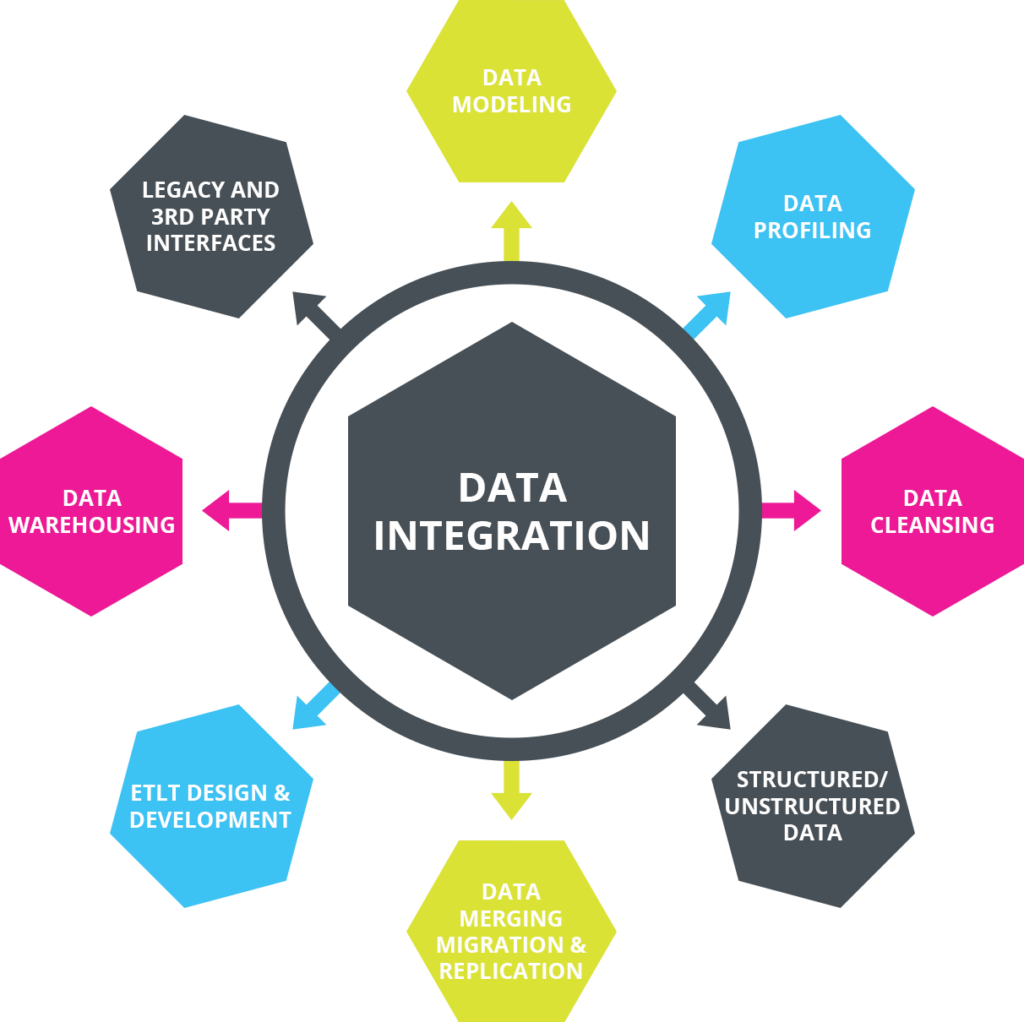 DATA
MODELING
LEGACY AND
3RD PARTY
INTERFACES
DATA
PROFILING
DATA
WAREHOUSING
DATA
INTEGRATION
DATA
CLEANSING
ETLT DESIGN &
DEVELOPMENT
STRUCTURED/
UNSTRUCTURED
DATA
DATA
MERGING
MIGRATION &
REPLICATION